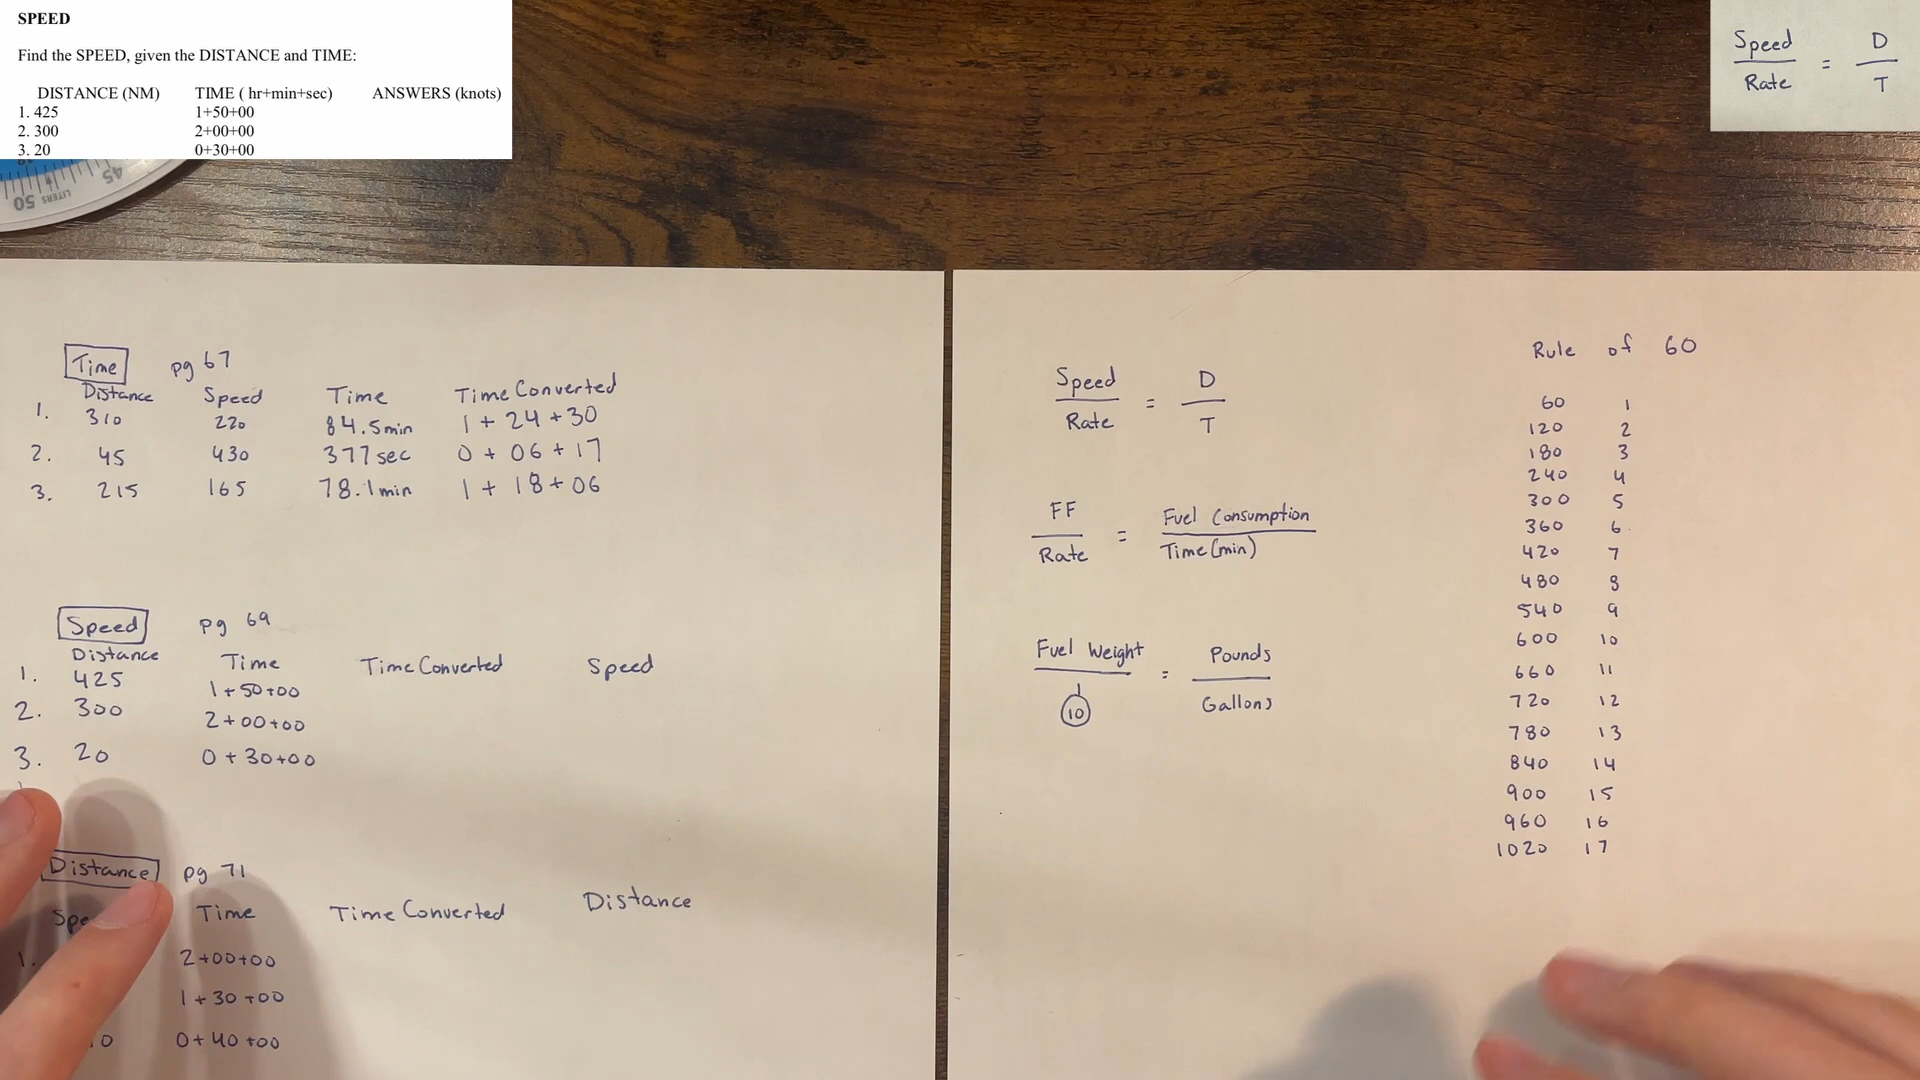 SPEED
Find the SPEED, given the DISTANCE and TIME:
DISTANCE (NM) TIME ( hr+min+sec) ANSWERS (knots)
1. 425 1+50+00
2. 300 2+00+00
3. 20 0+30+00
Speed D
=
Rate T
45
50 LITERS
Time pg 67
Distance Speed Time Time Converted
1. 310 220 84.5min 1 + 24 + 30
2. 45 430 377 sec 0 + 06 + 17
3. 215 165 78.1min 1 + 18 + 06
Speed pg 69
Distance Time Time Converted Speed
1. 425 1+50+00
2. 300 2+00+00
3. 20 0+30+00
Distance pg 71
Time Time Converted Distance
1. 2+00+00
1+30+00
0+40+00
Speed D
=
Rate T
FF Fuel Consumption
=
Rate Time (min)
Fuel Weight Pounds
=
10 Gallons
Rule of 60
60 1
120 2
180 3
240 4
300 5
360 6
420 7
480 8
540 9
600 10
660 11
720 12
780 13
840 14
900 15
960 16
1020 17